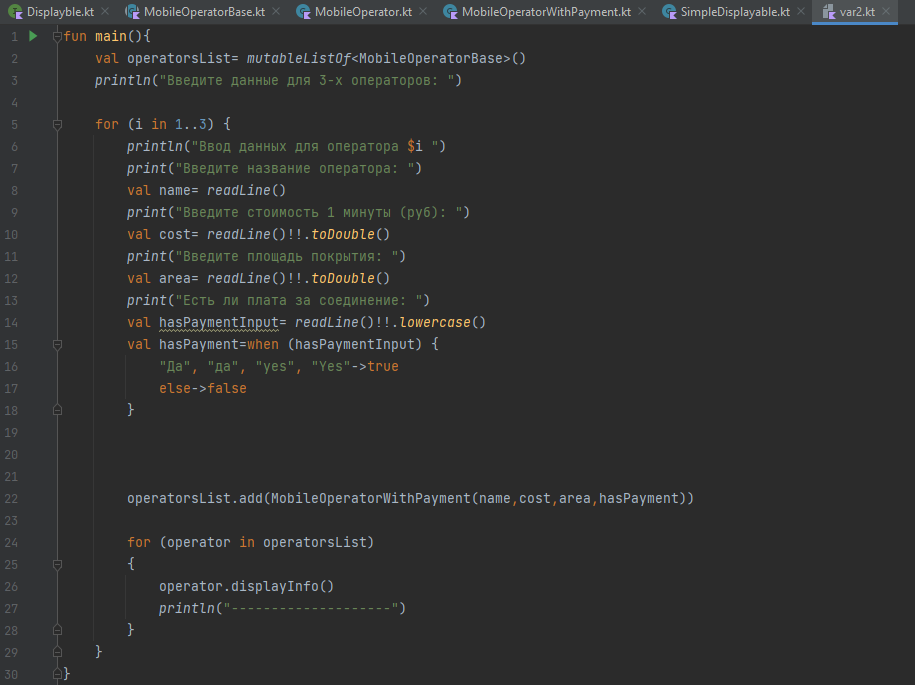 Displayble.kt MobileOperatorBase.kt MobileOperator.kt MobileOperatorWithPayment.kt SimpleDisplayable.kt var2.kt
1 fun main(){
2 val operatorsList= mutableListOf<MobileOperatorBase>()
3 println("Введите данные для 3-х операторов: ")
4
5 for (i in 1..3) {
6 println("Ввод данных для оператора $i ")
7 print("Введите название оператора: ")
8 val name= readLine()
9 print("Введите стоимость 1 минуты (руб): ")
10 val cost= readLine()!!.toDouble()
11 print("Введите площадь покрытия: ")
12 val area= readLine()!!.toDouble()
13 print("Есть ли плата за соединение: ")
14 val hasPaymentInput= readLine()!!.lowercase()
15 val hasPayment=when (hasPaymentInput) {
16 "Да", "да", "yes", "Yes"->true
17 else->false
18 }
19
20
21
22 operatorsList.add(MobileOperatorWithPayment(name,cost,area,hasPayment))
23
24 for (operator in operatorsList)
25 {
26 operator.displayInfo()
27 println("--------------------")
28 }
29 }
30 }